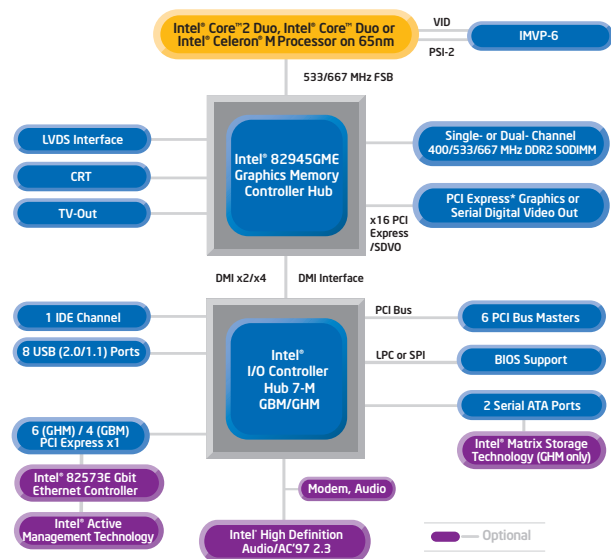 Intel® Core™2 Duo, Intel® Core™ Duo or
Intel® Celeron® M Processor on 65nm
VID
PSI-2
IMVP-6
533/667 MHz FSB
LVDS Interface
CRT
TV-Out
Intel® 82945GME
Graphics Memory
Controller Hub
Single- or Dual- Channel
400/533/667 MHz DDR2 SODIMM
PCI Express* Graphics or
Serial Digital Video Out
x16 PCI
Express
/SDVO
DMI x2/x4
DMI Interface
1 IDE Channel
8 USB (2.0/1.1) Ports
6 (GHM) / 4 (GBM)
PCI Express x1
Intel® 82573E Gbit
Ethernet Controller
Intel® Active
Management Technology
Intel®
I/O Controller
Hub 7-M
GBM/GHM
PCI Bus
6 PCI Bus Masters
LPC or SPI
BIOS Support
2 Serial ATA Ports
Intel® Matrix Storage
Technology (GHM only)
Modem, Audio
Intel® High Definition
Audio/AC'97 2.3
Optional